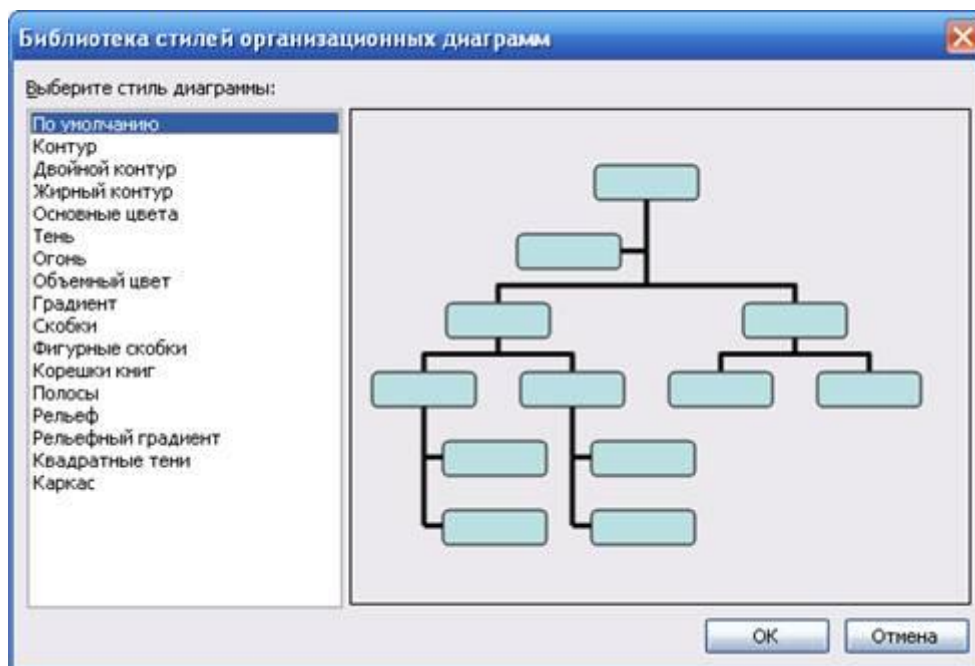 Библиотека стилей организационных диаграмм
Выберите стиль диаграммы:
По умолчанию
Контур
Двойной контур
Жирный контур
Основные цвета
Тень
Огонь
Объемный цвет
Градиент
Скобки
Фигурные скобки
Корешки книг
Полосы
Рельеф
Рельефный градиент
Квадратные тени
Каркас
ОК
Отмена